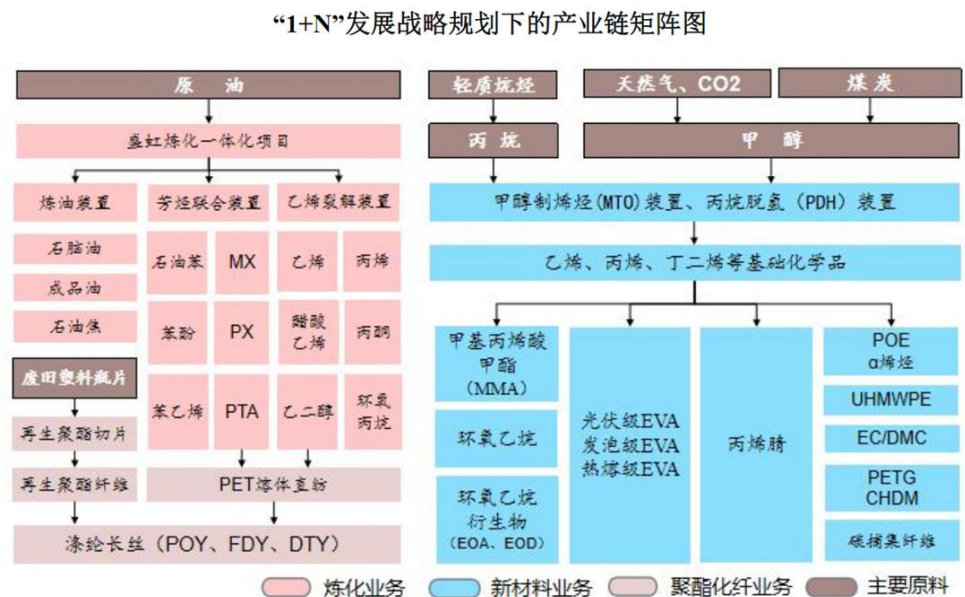 “1+N”发展战略规划下的产业链矩阵图
原 油
盛虹炼化一体化项目
炼油装置
芳烃联合装置
乙烯裂解装置
石脑油
成品油
石油焦
石油苯
MX
乙烯
丙烯
苯酚
PX
醋酸
乙烯
丙酮
苯乙烯
PTA
乙二醇
环氧
丙烷
废旧塑料瓶片
再生聚酯切片
再生聚酯纤维
PET熔体直纺
涤纶长丝（POY、FDY、DTY）
轻质烷烃
天然气、CO2
煤炭
丙 烷
甲 醇
甲醇制烯烃(MTO)装置、丙烷脱氢（PDH）装置
乙烯、丙烯、丁二烯等基础化学品
甲基丙烯酸
甲酯
（MMA）
环氧乙烷
环氧乙烷
衍生物
（EOA、EOD）
光伏级EVA
发泡级EVA
热熔级EVA
丙烯腈
POE
α烯烃
UHMWPE
EC/DMC
PETG
CHDM
碳捕集纤维
炼化业务
新材料业务
聚酯化纤业务
主要原料